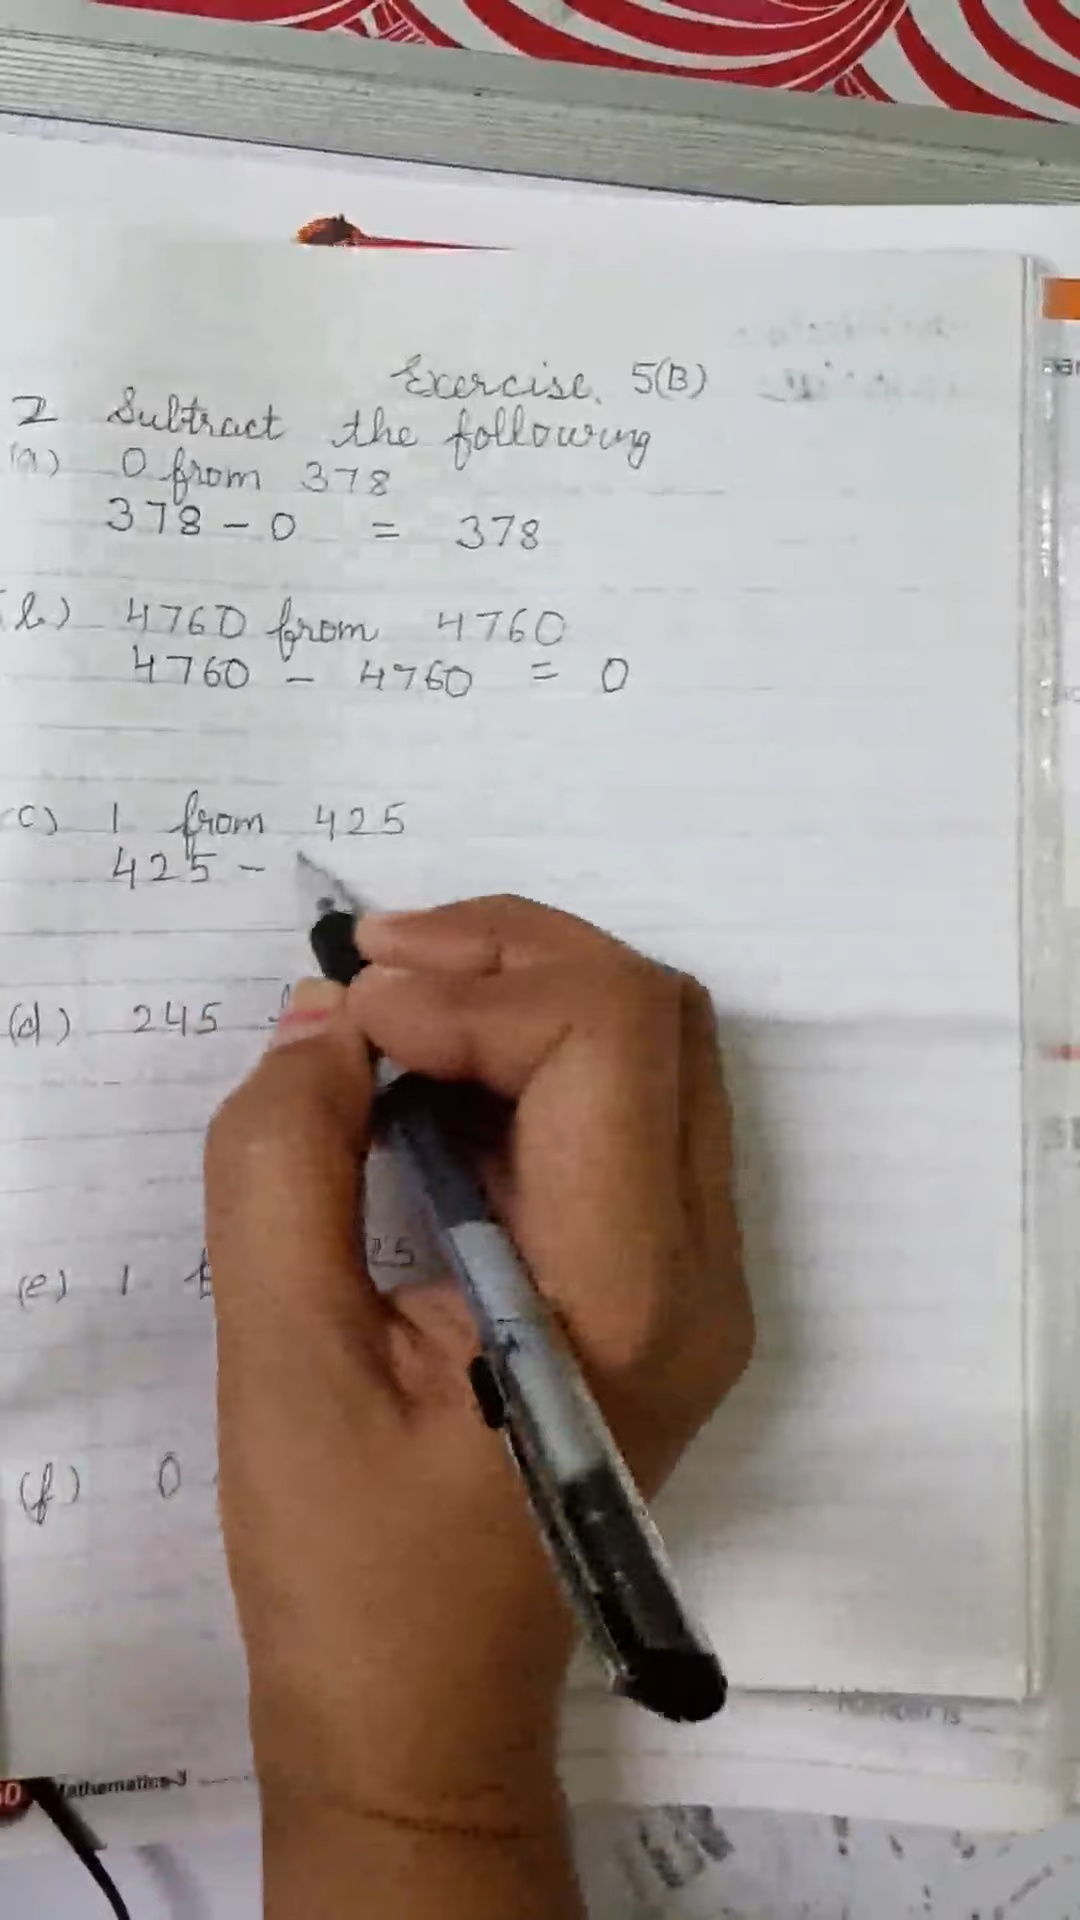 Exercise. 5(B)
2 Subtract the following
(a) 0 from 378
378 - 0 = 378
(b) 4760 from 4760
4760 - 4760 = 0
(c) 1 from 425
425 -
(d) 245
(e) 1
(f) 0
Mathematics-3